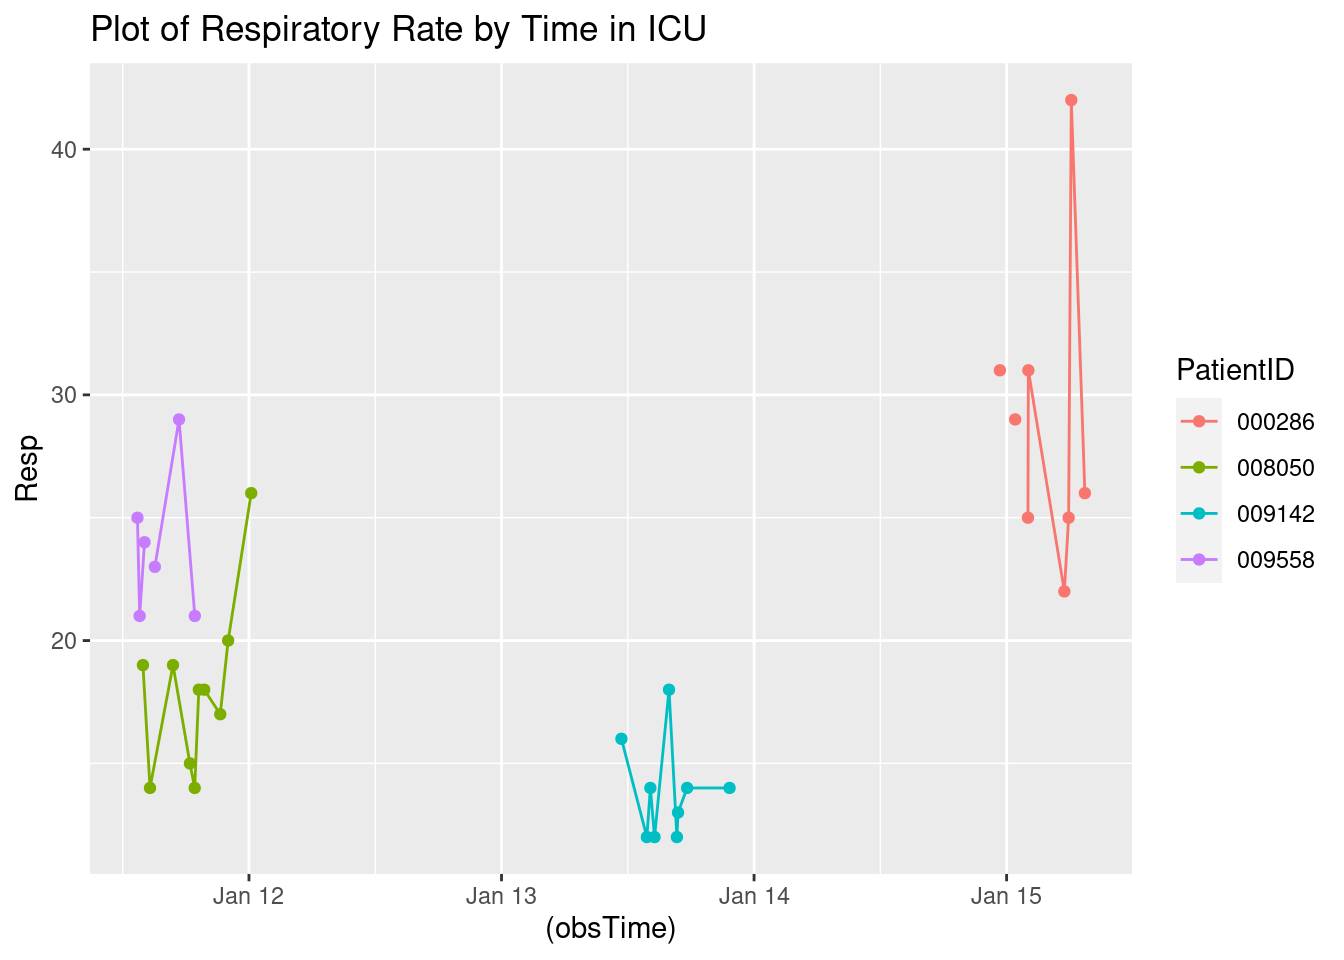 Plot of Respiratory Rate by Time in ICU
40
30
20
Resp
Jan 12
Jan 13
Jan 14
Jan 15
(obsTime)
PatientID
000286
008050
009142
009558